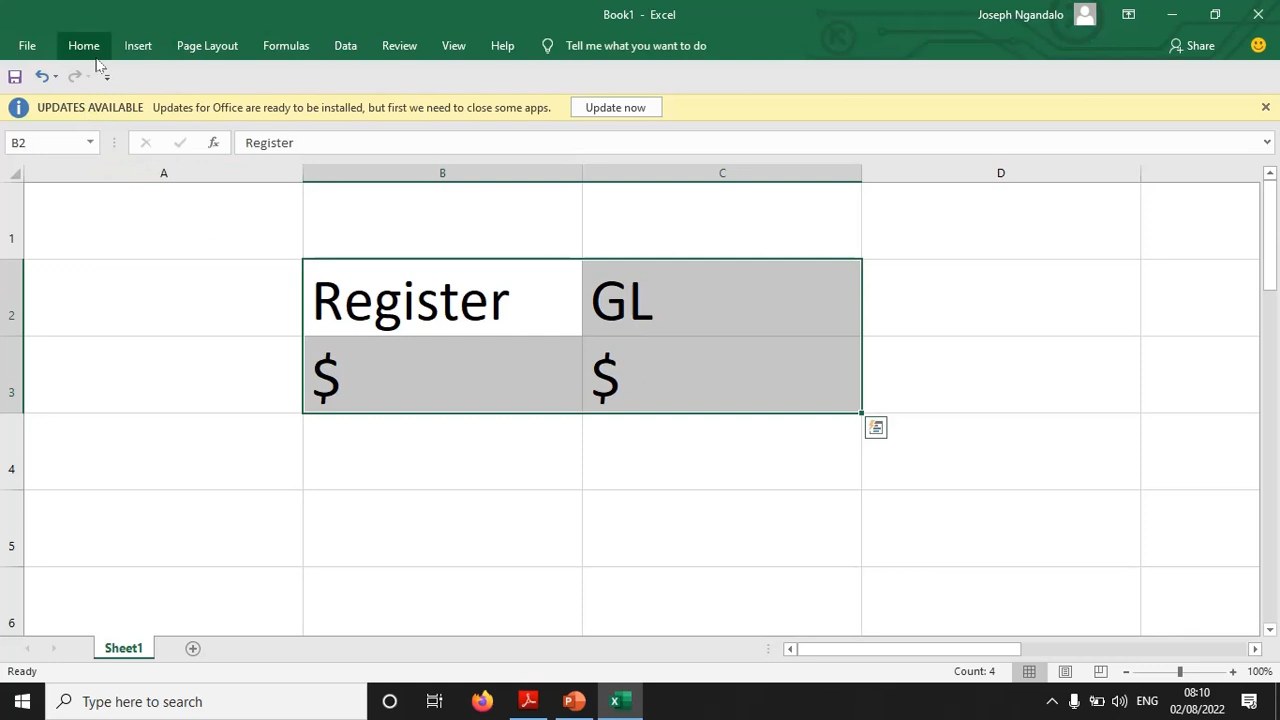 Book1 - Excel
Joseph Ngandalo
File Home Insert Page Layout Formulas Data Review View Help Tell me what you want to do Share
UPDATES AVAILABLE Updates for Office are ready to be installed, but first we need to close some apps. Update now
B2 fx Register
A B C D
1
2 Register GL
3 $ $
4
5
6
Sheet1
Ready Count: 4 100%
Type here to search ENG 08:10
02/08/2022